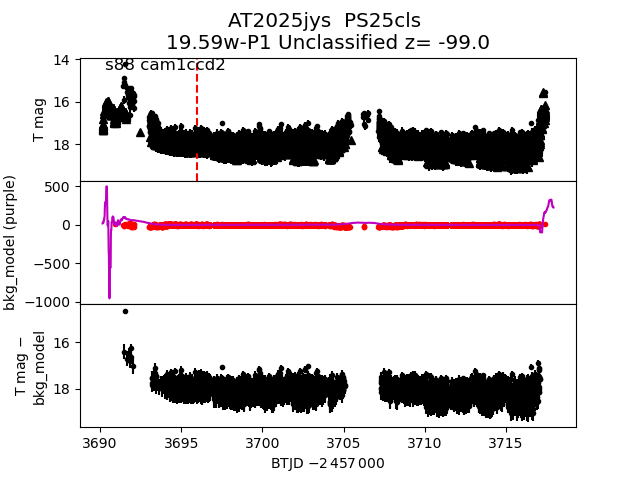 AT2025jys PS25cls
19.59w-P1 Unclassified z= -99.0
s88 cam1ccd2
14
16
18
T mag
500
0
−500
−1000
bkg_model (purple)
16
18
T mag −
bkg_model
3690 3695 3700 3705 3710 3715
BTJD −2 457 000